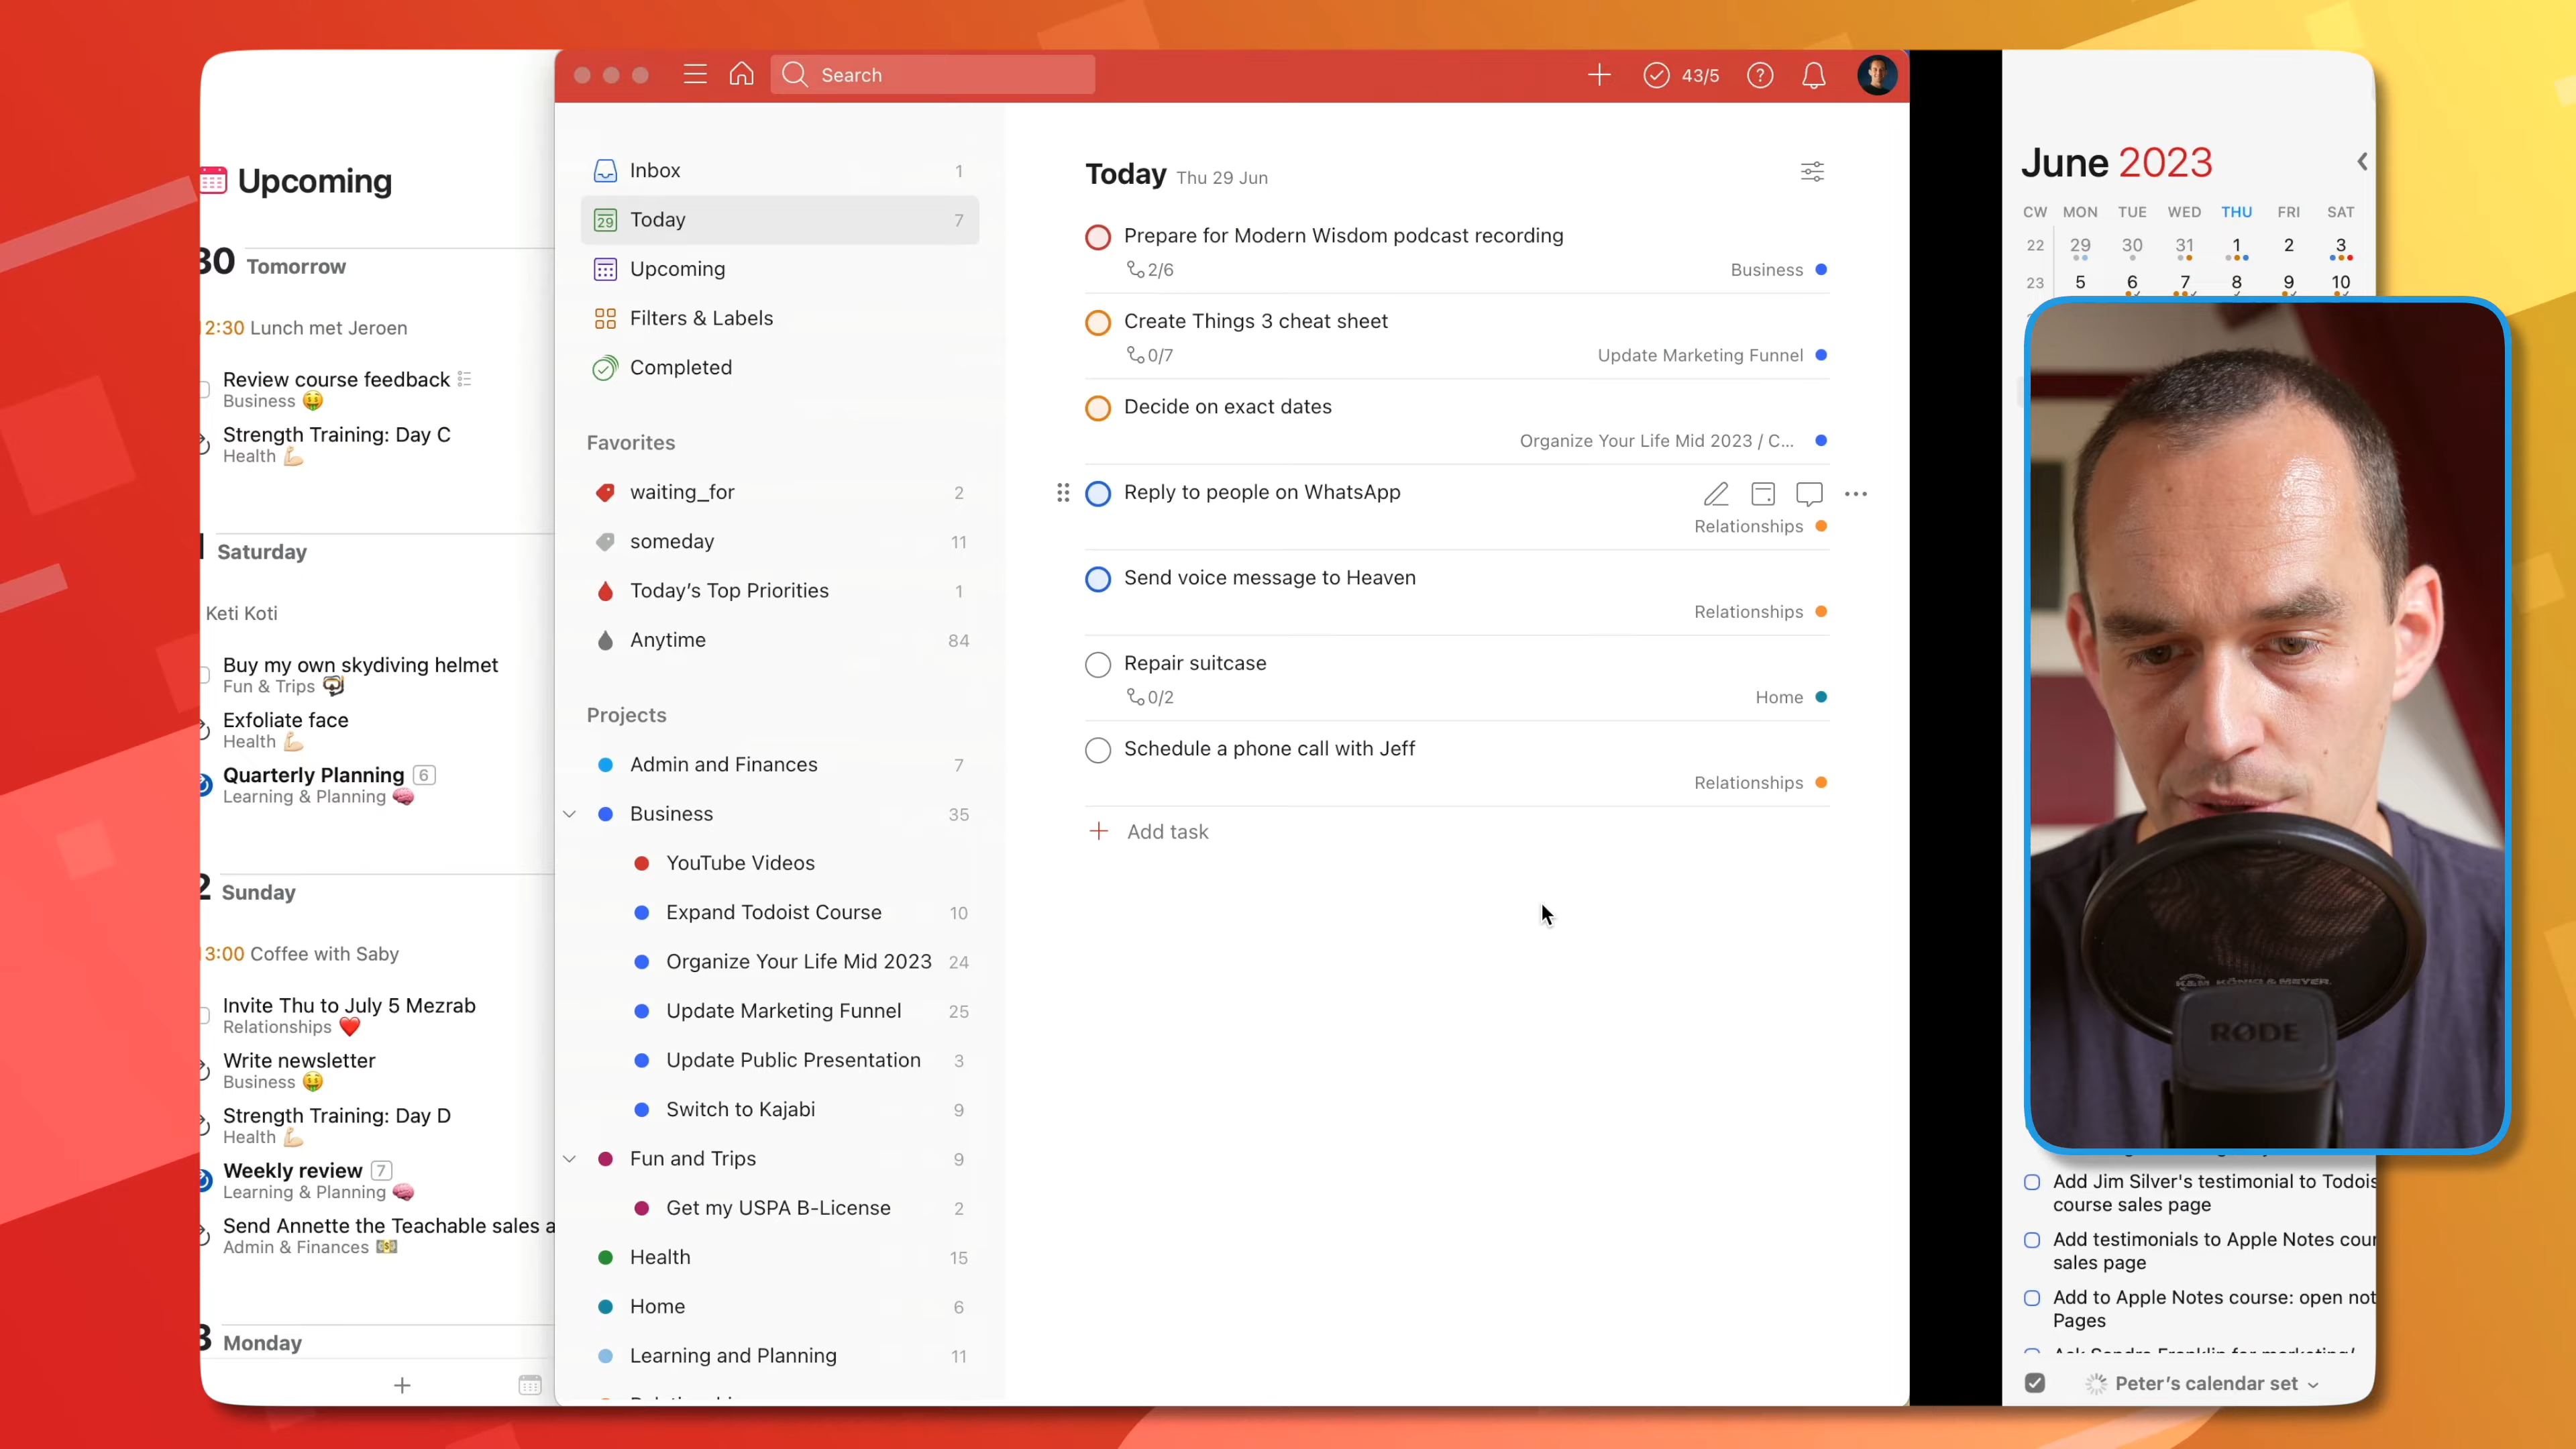 Upcoming
30 Tomorrow
12:30 Lunch met Jeroen
Review course feedback
Business 🤑
Strength Training: Day C
Health 💪🏻
Saturday
Keti Koti
Buy my own skydiving helmet
Fun & Trips 🤿
Exfoliate face
Health 💪🏻
Quarterly Planning 6
Learning & Planning 🧠
2 Sunday
13:00 Coffee with Saby
Invite Thu to July 5 Mezrab
Relationships ❤️
Write newsletter
Business 🤑
Strength Training: Day D
Health 💪🏻
Weekly review 7
Learning & Planning 🧠
Send Annette the Teachable sales a
Admin & Finances 💵
3 Monday
Search
43/5
Inbox 1
29 Today 7
Upcoming
Filters & Labels
Completed
Favorites
waiting_for 2
someday 11
Today's Top Priorities 1
Anytime 84
Projects
Admin and Finances 7
Business 35
YouTube Videos
Expand Todoist Course 10
Organize Your Life Mid 2023 24
Update Marketing Funnel 25
Update Public Presentation 3
Switch to Kajabi 9
Fun and Trips 9
Get my USPA B-License 2
Health 15
Home 6
Learning and Planning 11
Today Thu 29 Jun
Prepare for Modern Wisdom podcast recording
2/6 Business
Create Things 3 cheat sheet
0/7 Update Marketing Funnel
Decide on exact dates
Organize Your Life Mid 2023 / C...
Reply to people on WhatsApp
Relationships
Send voice message to Heaven
Relationships
Repair suitcase
0/2 Home
Schedule a phone call with Jeff
Relationships
+ Add task
June 2023
CW MON TUE WED THU FRI SAT
22 29 30 31 1 2 3
23 5 6 7 8 9 10
K&M KÖNIG & MEYER
RØDE
Add Jim Silver's testimonial to Todois
course sales page
Add testimonials to Apple Notes cour
sales page
Add to Apple Notes course: open not
Pages
Peter's calendar set